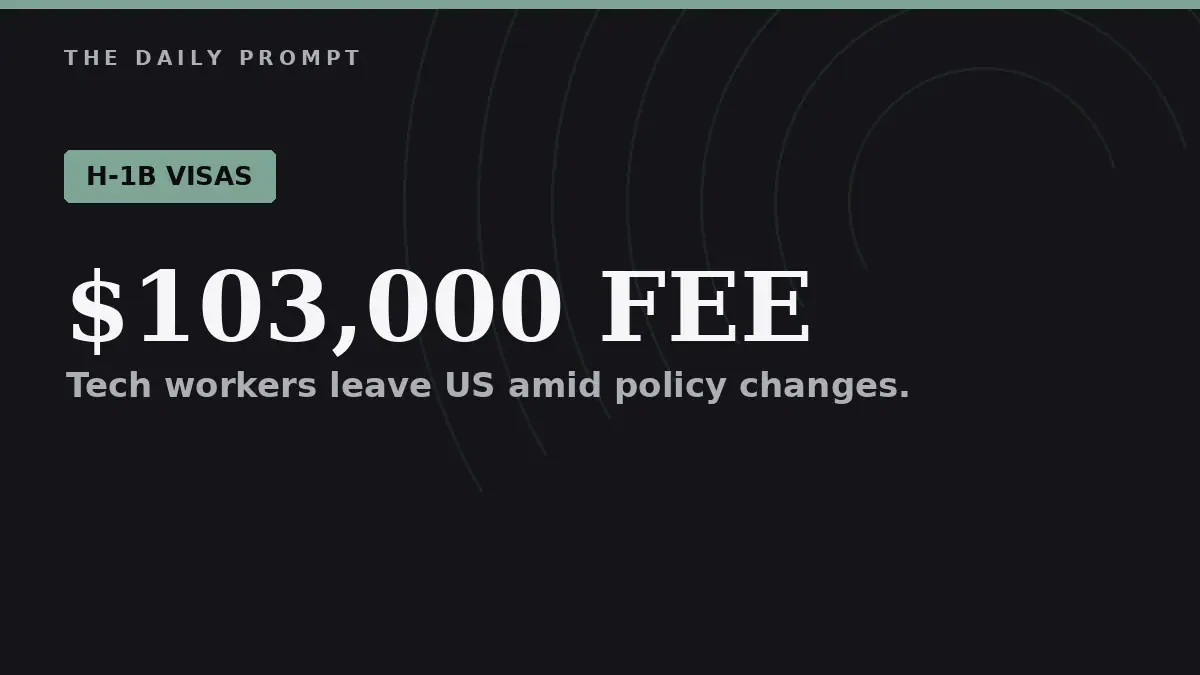 THE DAILY PROMPT
H-1B VISAS
$103,000 FEE
Tech workers leave US amid policy changes.